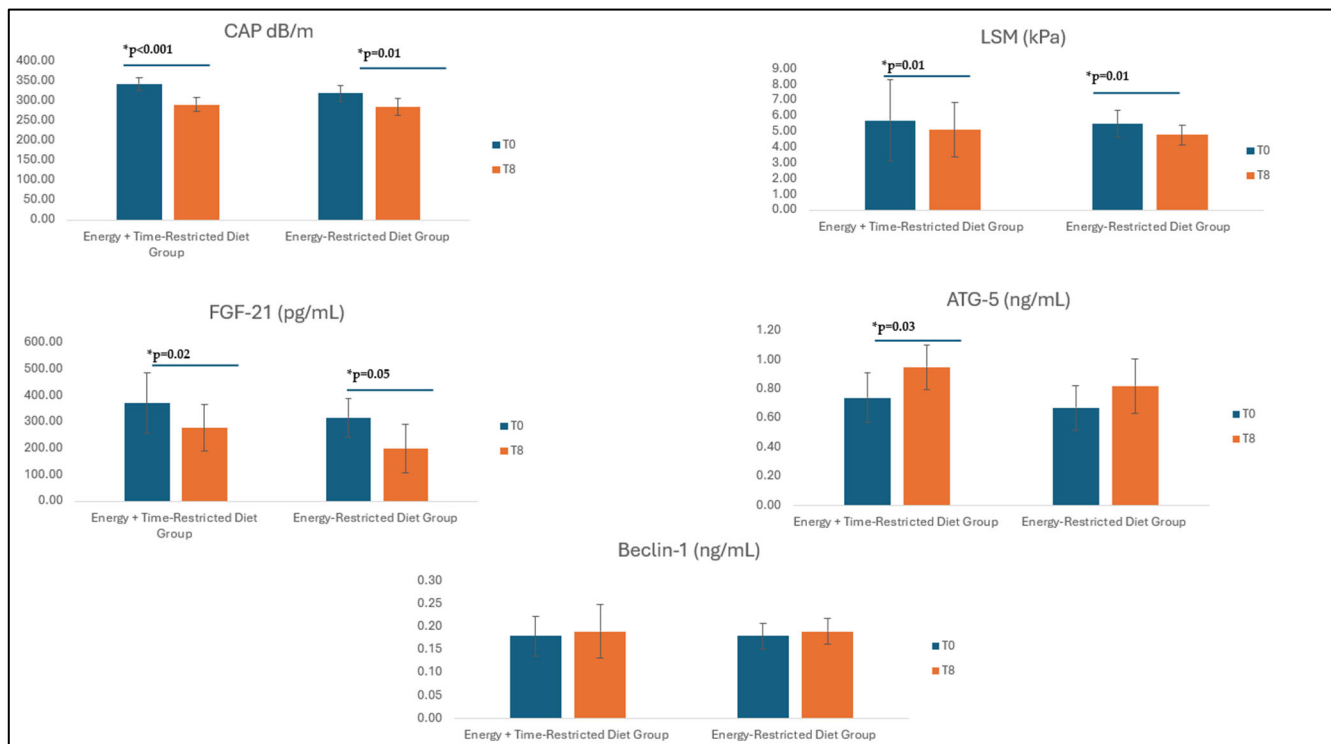 CAP dB/m
*p<0.001
*p=0.01
400.00
350.00
300.00
250.00
200.00
150.00
100.00
50.00
0.00
T0
T8
Energy + Time-Restricted Diet
Group
Energy-Restricted Diet Group
LSM (kPa)
*p=0.01
*p=0.01
9.00
8.00
7.00
6.00
5.00
4.00
3.00
2.00
1.00
0.00
T0
T8
Energy + Time-Restricted Diet Group
Energy-Restricted Diet Group
FGF-21 (pg/mL)
*p=0.02
*p=0.05
600.00
500.00
400.00
300.00
200.00
100.00
0.00
T0
T8
Energy + Time-Restricted Diet
Group
Energy-Restricted Diet Group
ATG-5 (ng/mL)
*p=0.03
1.20
1.00
0.80
0.60
0.40
0.20
0.00
T0
T8
Energy + Time-Restricted Diet Group
Energy-Restricted Diet Group
Beclin-1 (ng/mL)
0.30
0.25
0.20
0.15
0.10
0.05
0.00
T0
T8
Energy + Time-Restricted Diet Group
Energy-Restricted Diet Group